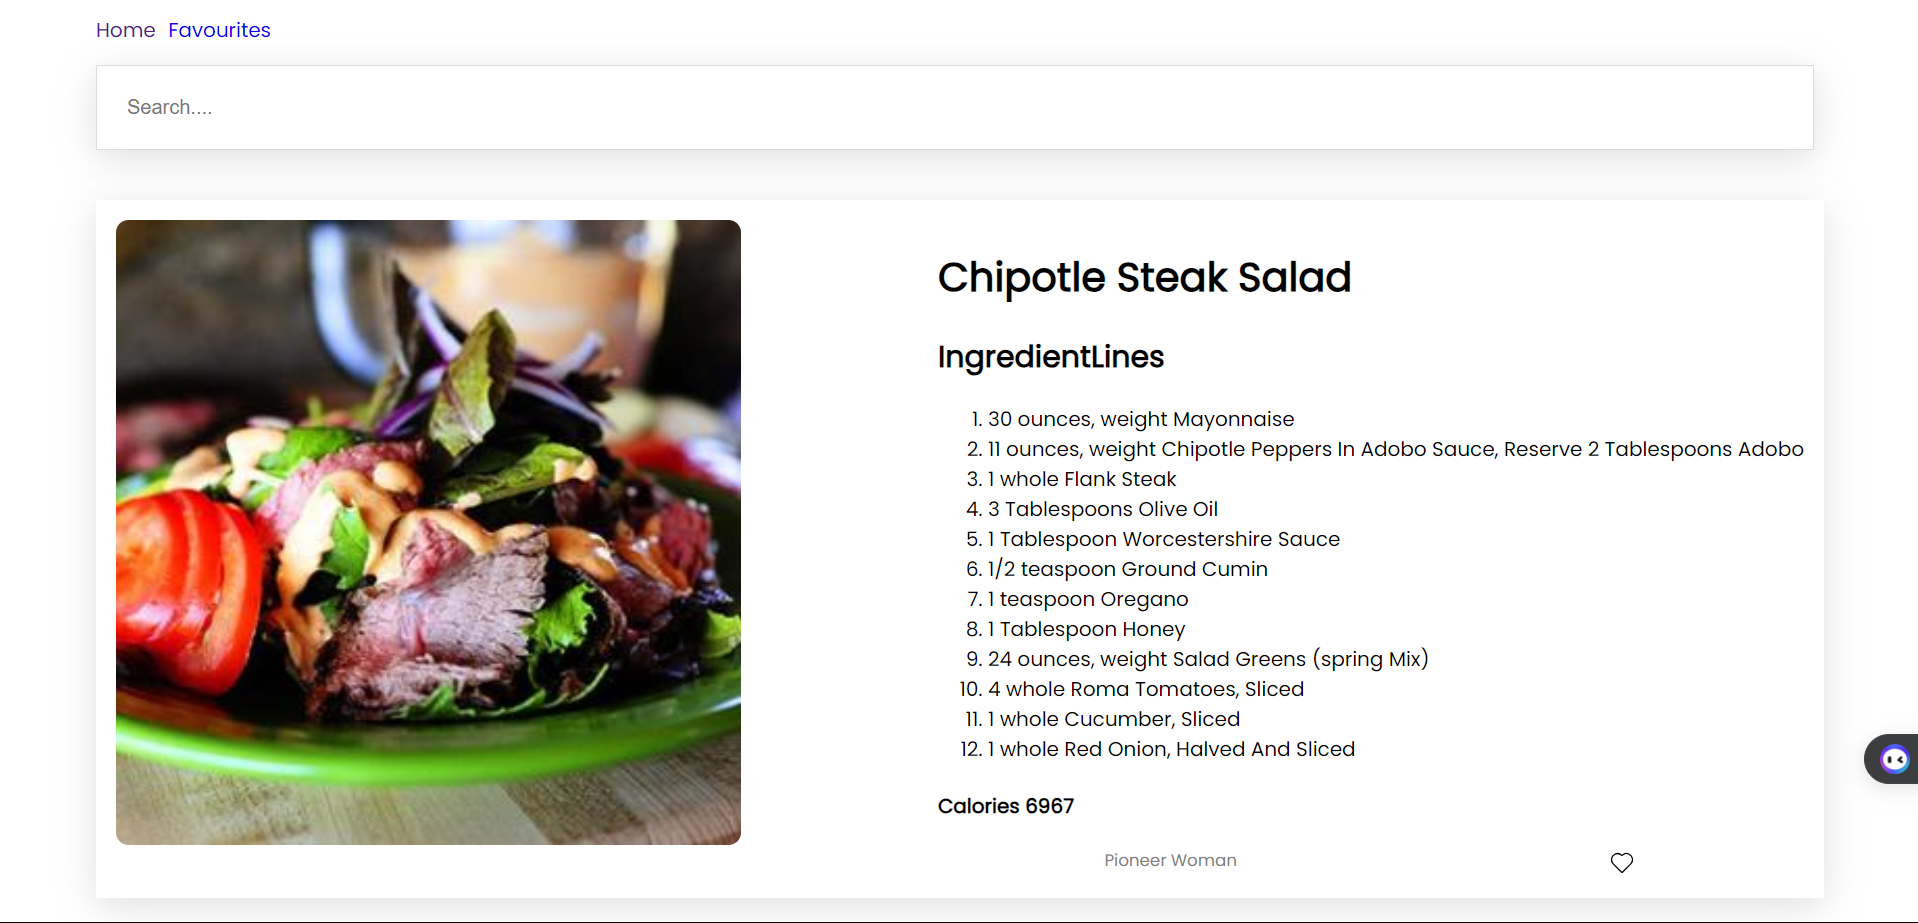 Home Favourites
Search....
Chipotle Steak Salad
IngredientLines
1. 30 ounces, weight Mayonnaise
2. 11 ounces, weight Chipotle Peppers In Adobo Sauce, Reserve 2 Tablespoons Adobo
3. 1 whole Flank Steak
4. 3 Tablespoons Olive Oil
5. 1 Tablespoon Worcestershire Sauce
6. 1/2 teaspoon Ground Cumin
7. 1 teaspoon Oregano
8. 1 Tablespoon Honey
9. 24 ounces, weight Salad Greens (spring Mix)
10. 4 whole Roma Tomatoes, Sliced
11. 1 whole Cucumber, Sliced
12. 1 whole Red Onion, Halved And Sliced
Calories 6967
Pioneer Woman